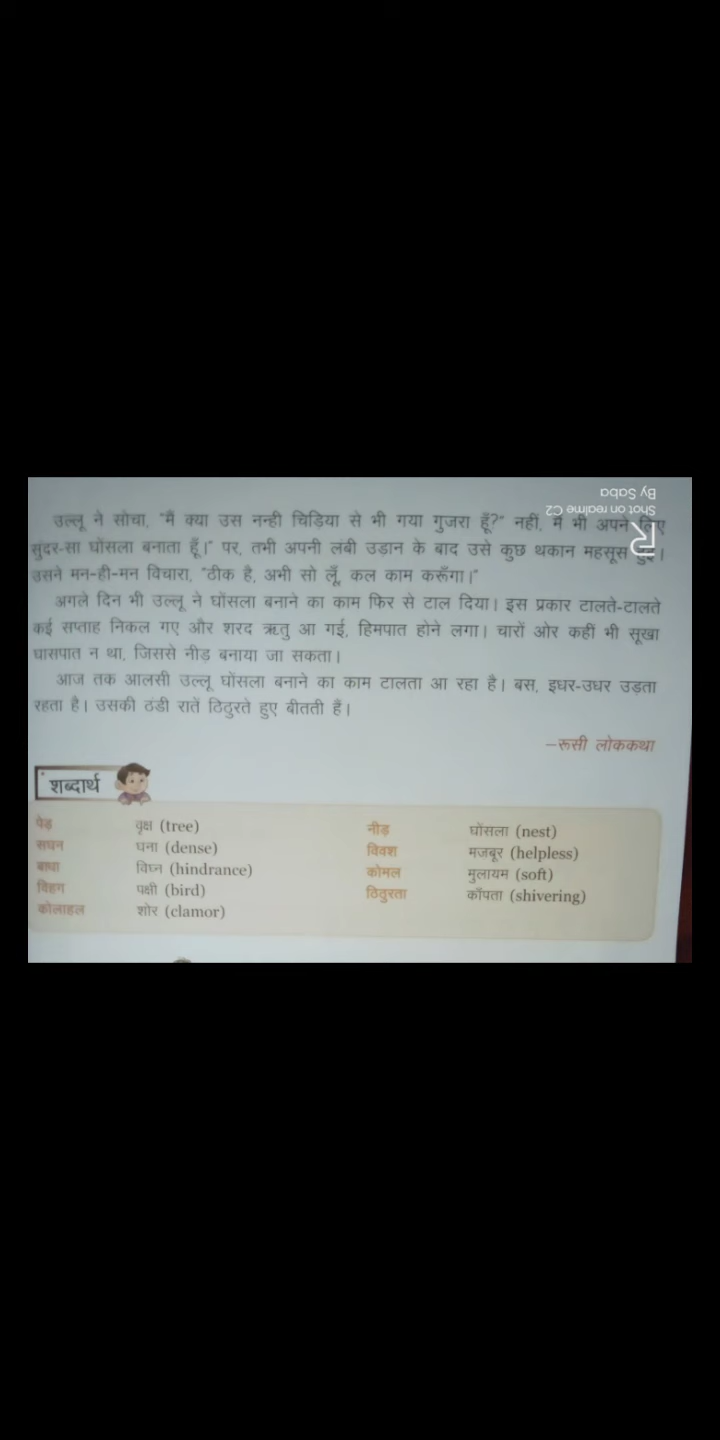 Shot on realme C2
By Saba
उल्लू ने सोचा, "मैं क्या उस नन्ही चिड़िया से भी गया गुजरा हूँ?" नहीं, मैं भी अपने लिए
सुंदर-सा घोंसला बनाता हूँ।" पर, तभी अपनी लंबी उड़ान के बाद उसे कुछ थकान महसूस हुई।
उसने मन-ही-मन विचारा, "ठीक है, अभी सो लूँ, कल काम करूँगा।"
अगले दिन भी उल्लू ने घोंसला बनाने का काम फिर से टाल दिया। इस प्रकार टालते-टालते
कई सप्ताह निकल गए और शरद ऋतु आ गई, हिमपात होने लगा। चारों ओर कहीं भी सूखा
घासपात न था, जिससे नीड़ बनाया जा सकता।
आज तक आलसी उल्लू घोंसला बनाने का काम टालता आ रहा है। बस, इधर-उधर उड़ता
रहता है। उसकी ठंडी रातें ठिठुरते हुए बीतती हैं।
–रूसी लोककथा
शब्दार्थ
पेड़ वृक्ष (tree) नीड़ घोंसला (nest)
सघन घना (dense) विवश मजबूर (helpless)
बाधा विघ्न (hindrance) कोमल मुलायम (soft)
विहग पक्षी (bird) ठिठुरता काँपता (shivering)
कोलाहल शोर (clamor)